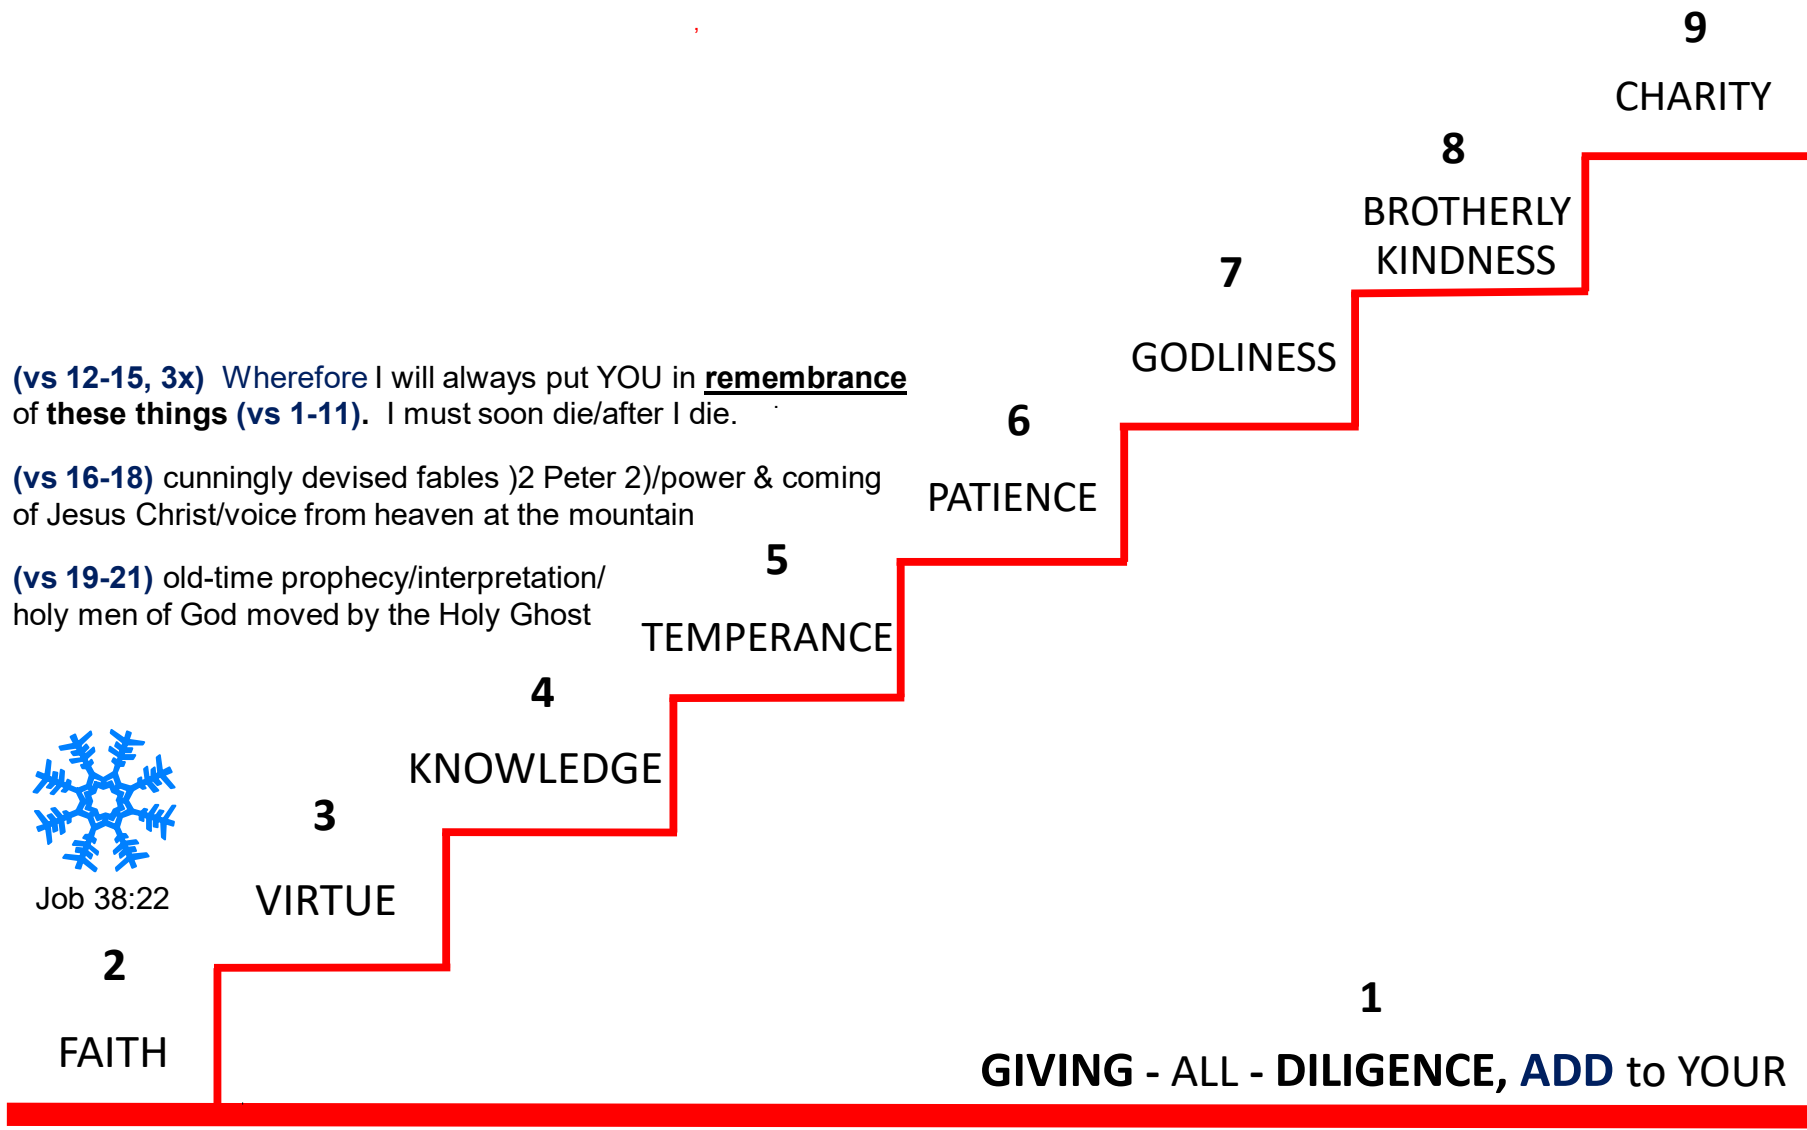 ,
9
CHARITY
8
BROTHERLY
KINDNESS
7
GODLINESS
(vs 12-15, 3x) Wherefore I will always put YOU in remembrance
of these things (vs 1-11). I must soon die/after I die.
6
PATIENCE
(vs 16-18) cunningly devised fables )2 Peter 2)/power & coming
of Jesus Christ/voice from heaven at the mountain
5
TEMPERANCE
(vs 19-21) old-time prophecy/interpretation/
holy men of God moved by the Holy Ghost
4
KNOWLEDGE
3
VIRTUE
Job 38:22
2
FAITH
1
GIVING - ALL - DILIGENCE, ADD to YOUR